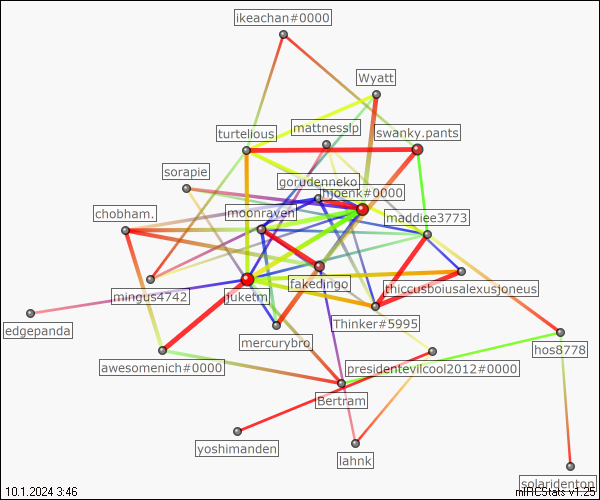 ikeachan#0000
Wyatt
turtelious
mattnesslp
swanky.pants
sorapie
gorudenneko
moenk#0000
chobham.
moonraven
maddiee3773
mingus4742
juketm
fakedingo
thiccusboiusalexusjoneus
edgepanda
Thinker#5995
mercurybro
hos8778
awesomenich#0000
presidentevilcool2012#0000
Bertram
yoshimanden
lahnk
solaridenton
10.1.2024 3:46
mIRCStats v1.25